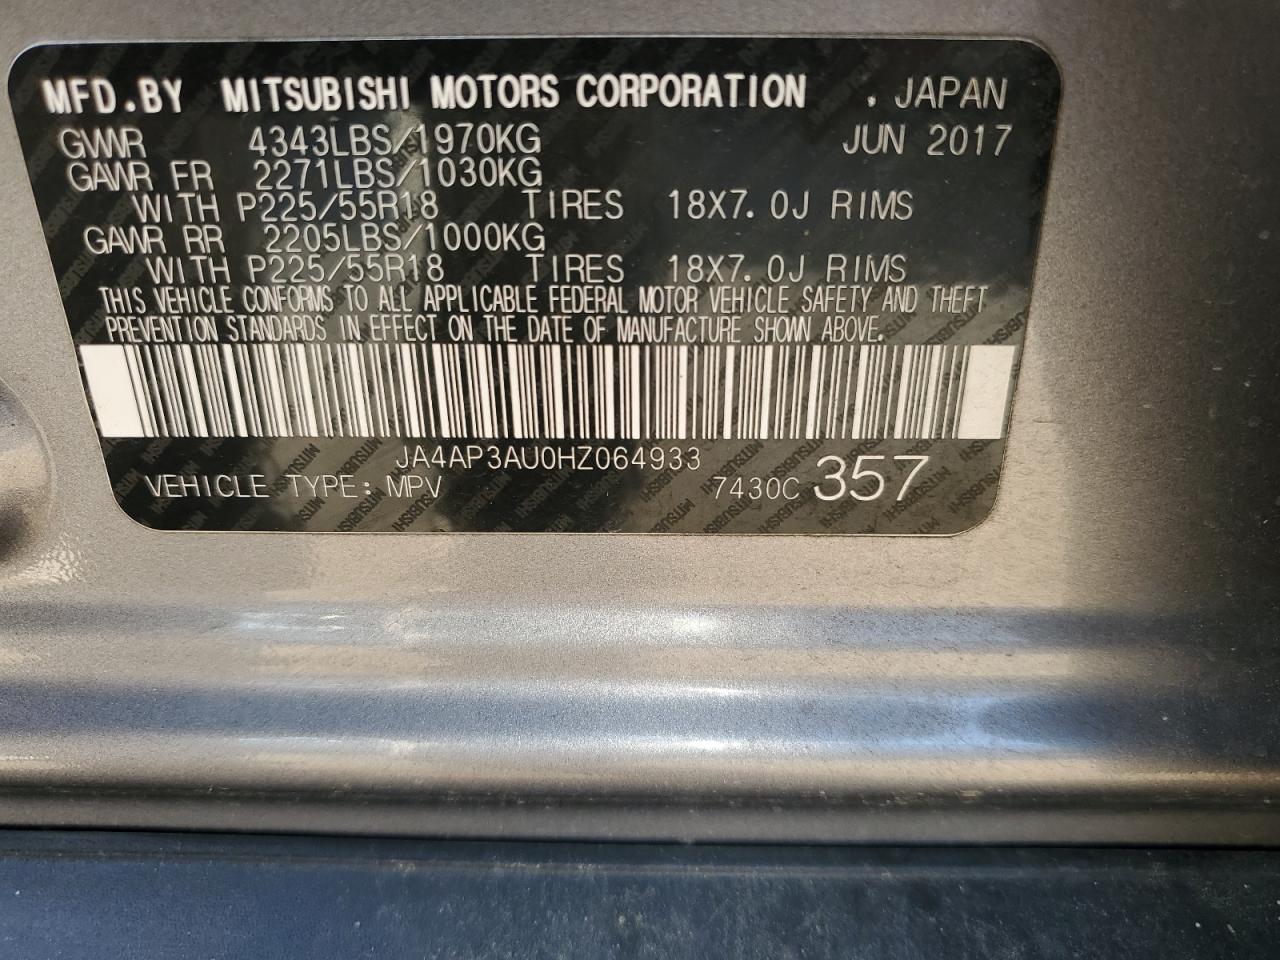 MFD.BY MITSUBISHI MOTORS CORPORATION . JAPAN
GVWR 4343LBS/1970KG JUN 2017
GAWR FR 2271LBS/1030KG
WITH P225/55R18 TIRES 18X7.0J RIMS
GAWR RR 2205LBS/1000KG
WITH P225/55R18 TIRES 18X7.0J RIMS
THIS VEHICLE CONFORMS TO ALL APPLICABLE FEDERAL MOTOR VEHICLE SAFETY AND THEFT
PREVENTION STANDARDS IN EFFECT ON THE DATE OF MANUFACTURE SHOWN ABOVE.
JA4AP3AU0HZ064933
VEHICLE TYPE: MPV 7430C 357